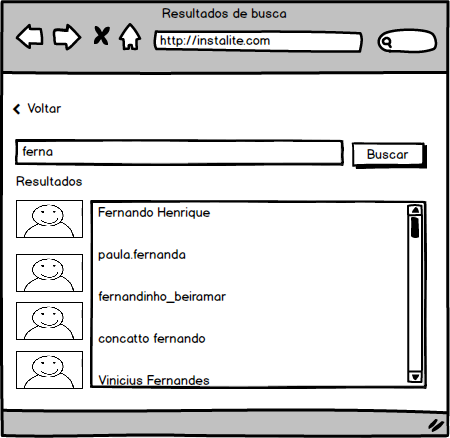 Resultados de busca
http://instalite.com
Voltar
ferna
Buscar
Resultados
Fernando Henrique
paula.fernanda
fernandinho_beiramar
concatto fernando
Vinicius Fernandes